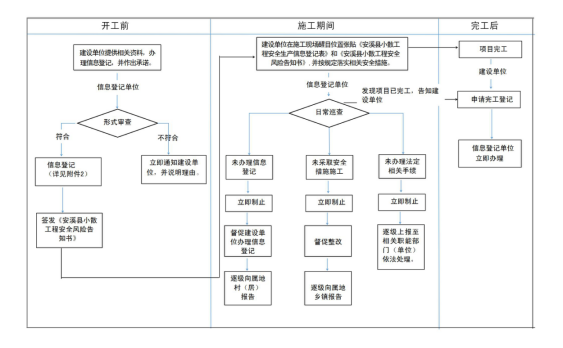 开工前
施工期间
完工后
建设单位提供相关资料，办
理信息登记，并作出承诺。
信息登记单位
形式审查
符合
不符合
信息登记
（详见附件2）
立即通知建设单
位，并说明理由。
签发《安溪县小散
工程安全风险告
知书》
建设单位在施工现场醒目位置张贴《安溪县小散工
程安全生产信息登记表》和《安溪县小散工程安全
风险告知书》,并按规定落实相关安全措施。
信息登记单位
发现项目已完工，告知建
设单位
日常巡查
未办理信息
登记
未采取安全
措施施工
未办理法定
相关手续
立即制止
立即制止
立即制止
督促建设单
位办理信息
登记
督促整改
逐级上报至
相关职能部
门（单位）
依法处理。
逐级向属地
村（居）
报告
逐级向属地
乡镇报告
项目完工
建设单位
申请完工登记
信息登记单位
立即办理